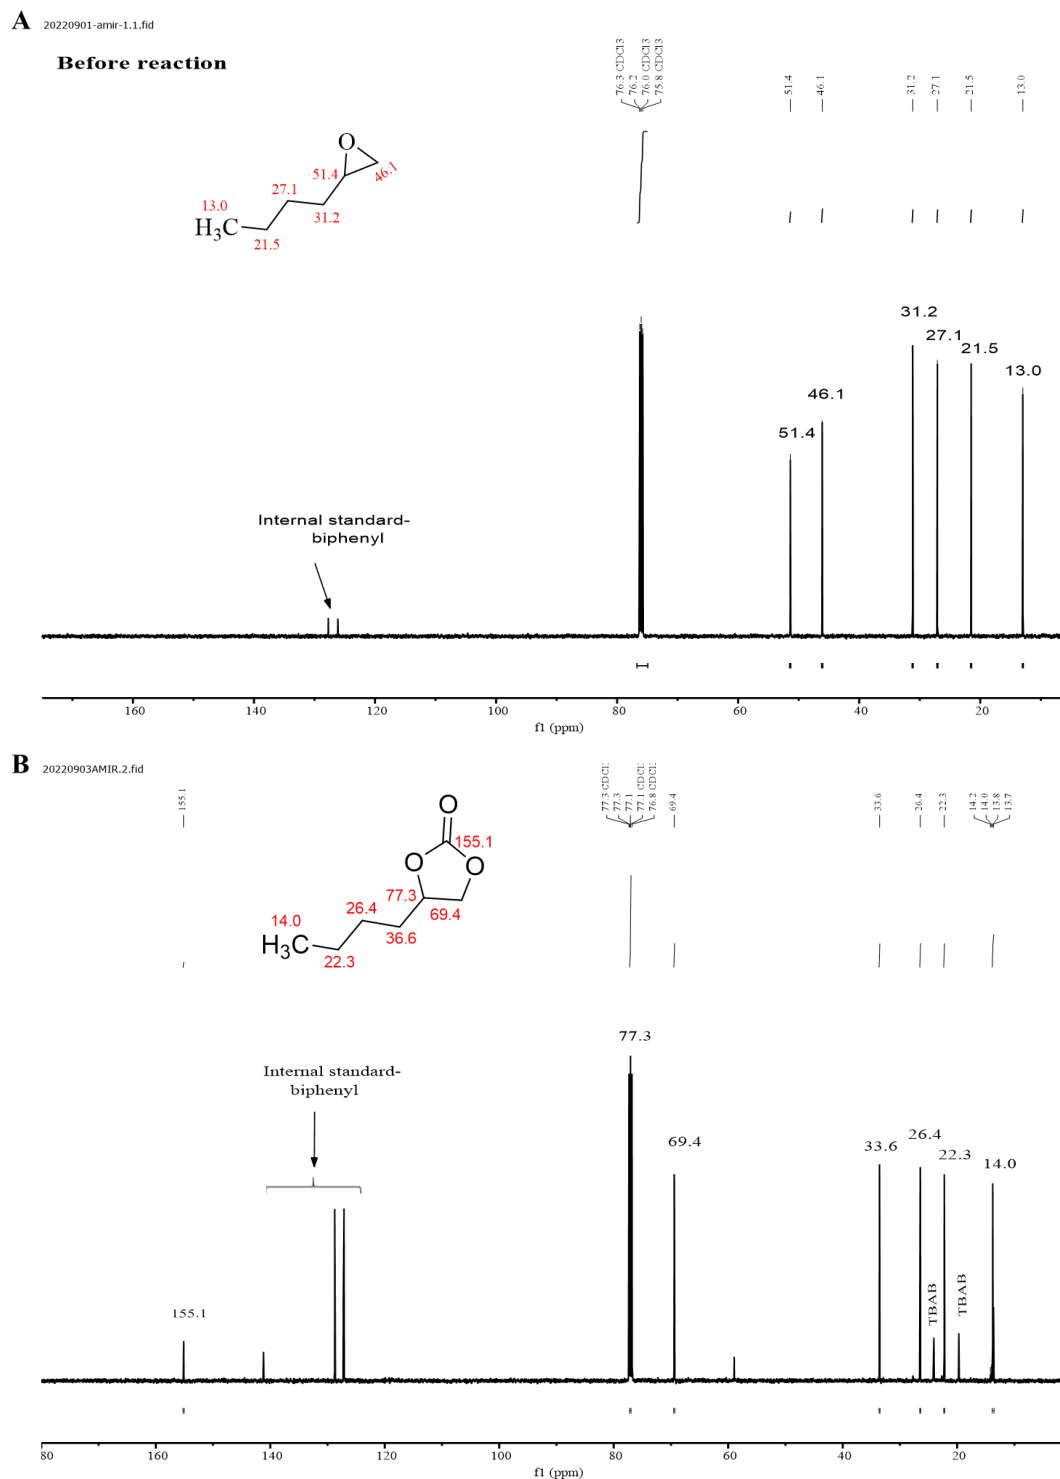 A
20220901-amir-1.1.fid
Before reaction
76.3 CDCl3
76.2
76.0 CDCl3
75.8 CDCl3
51.4
46.1
31.2
27.1
21.5
13.0
O
51.4
46.1
27.1
13.0
31.2
H3C
21.5
31.2
27.1
21.5
13.0
46.1
51.4
Internal standard-
biphenyl
160 140 120 100 80 60 40 20
f1 (ppm)
B
20220903AMIR.2.fid
155.1
77.3 CDCl
77.3
77.1
77.1 CDCl
76.8 CDCl
69.4
33.6
26.4
22.3
14.2
14.0
13.8
13.7
O
155.1
O
O
77.3
26.4
69.4
14.0
36.6
H3C
22.3
77.3
Internal standard-
biphenyl
69.4
33.6
26.4
22.3
14.0
TBAB
TBAB
155.1
80 160 140 120 100 80 60 40 20
f1 (ppm)